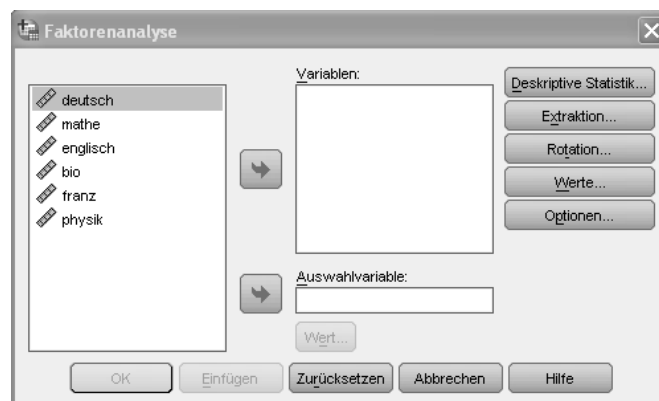 Faktorenanalyse
deutsch
mathe
englisch
bio
franz
physik
Variablen:
Auswahlvariable:
Wert...
Deskriptive Statistik...
Extraktion...
Rotation...
Werte...
Optionen...
OK
Einfügen
Zurücksetzen
Abbrechen
Hilfe